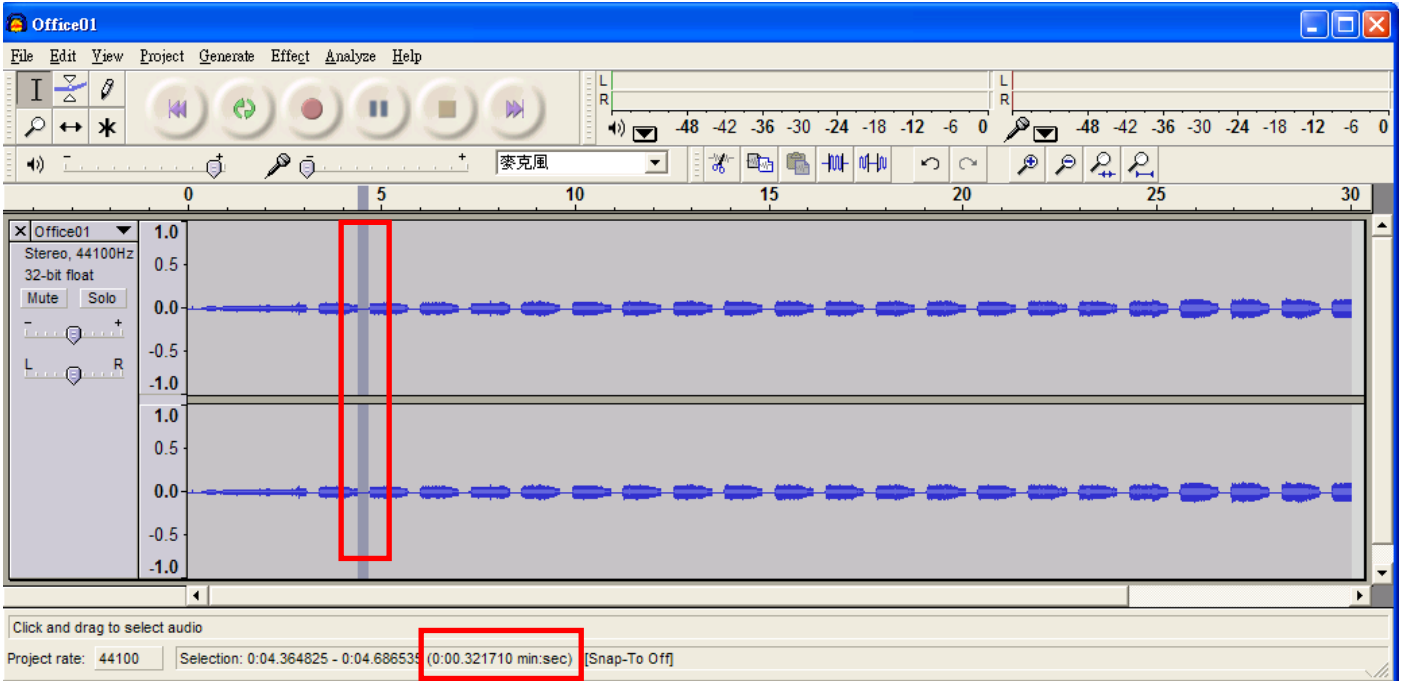 Office01
File Edit View Project Generate Effect Analyze Help
L
R
-48 -42 -36 -30 -24 -18 -12 -6 0
L
R
-48 -42 -36 -30 -24 -18 -12 -6 0
- +
- +
麥克風
0 5 10 15 20 25 30
X Office01
Stereo, 44100Hz
32-bit float
Mute Solo
- +
L R
1.0
0.5
0.0
-0.5
-1.0
1.0
0.5
0.0
-0.5
-1.0
Click and drag to select audio
Project rate: 44100 Selection: 0:04.364825 - 0:04.686535 (0:00.321710 min:sec) [Snap-To Off]